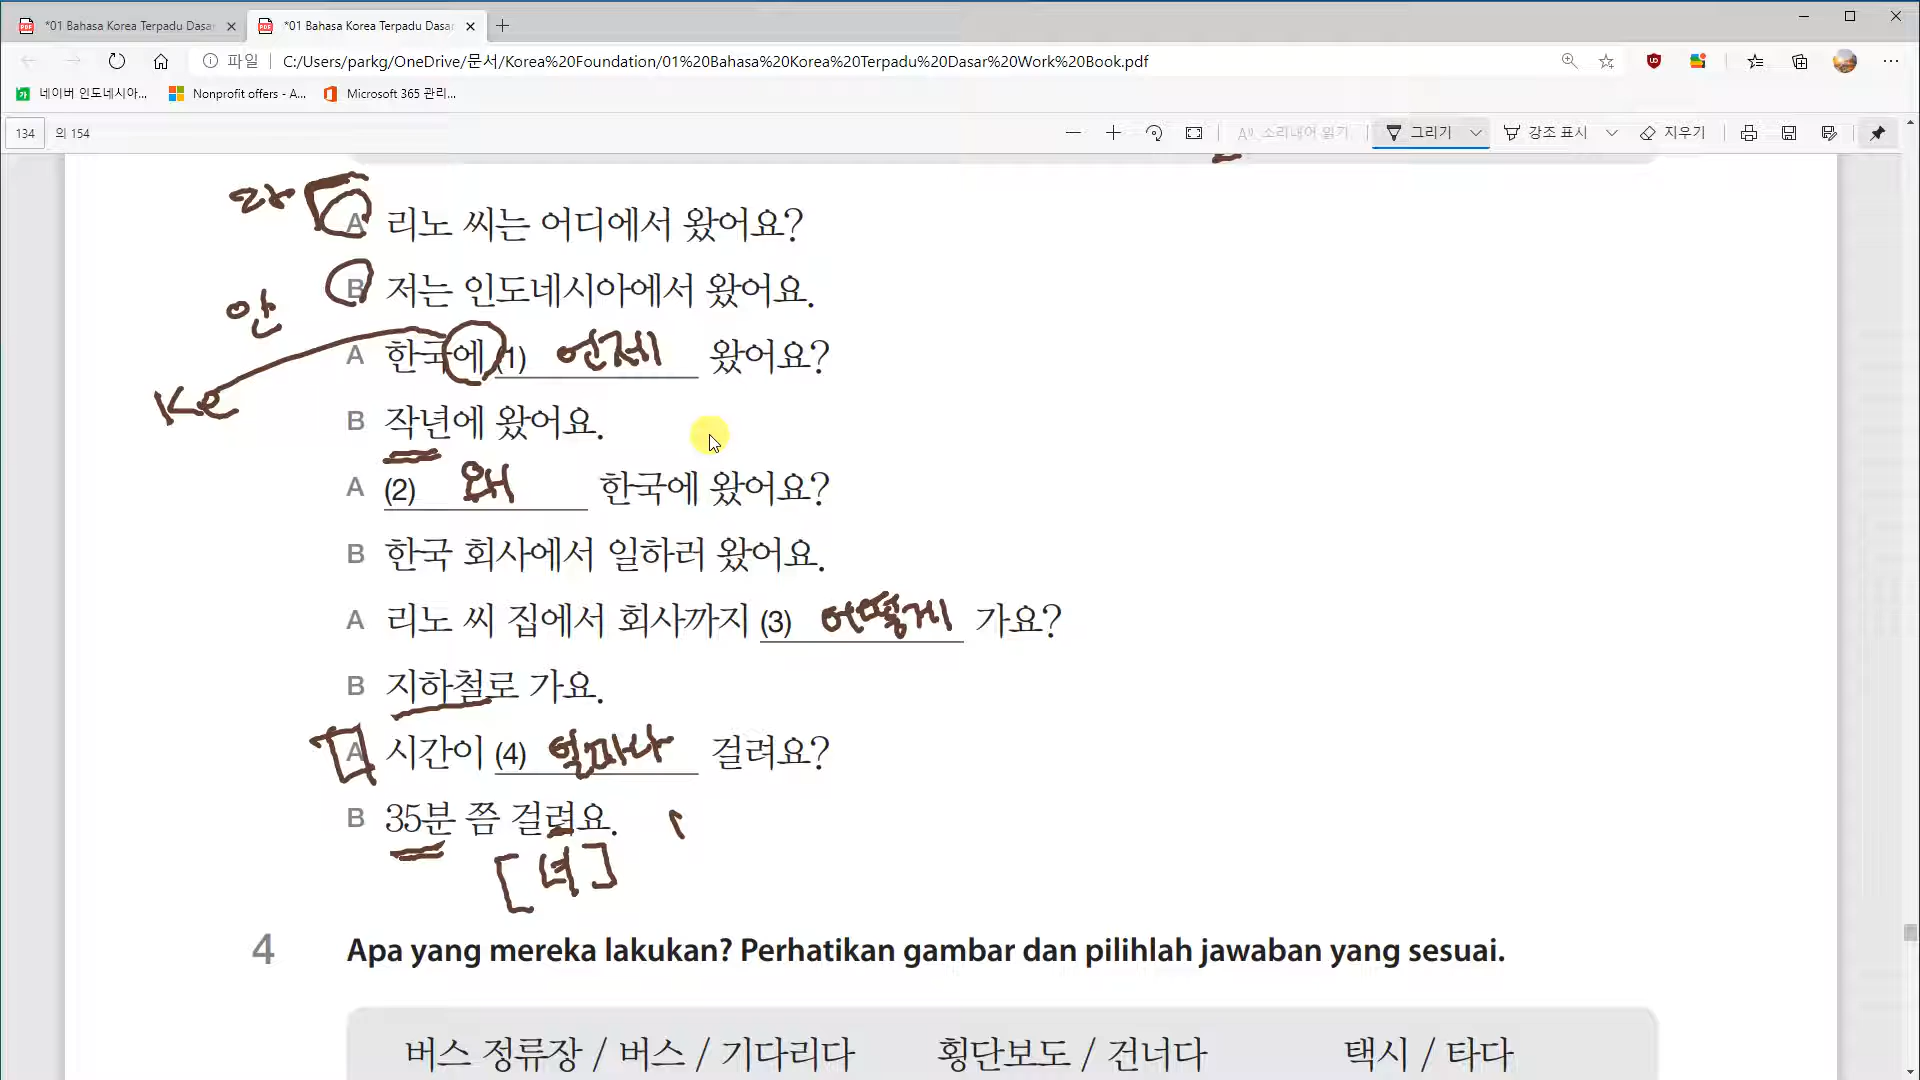 *01 Bahasa Korea Terpadu Dasar
*01 Bahasa Korea Terpadu Dasar
파일 C:/Users/parkg/OneDrive/문서/Korea%20Foundation/01%20Bahasa%20Korea%20Terpadu%20Dasar%20Work%20Book.pdf
네이버 인도네시아... Nonprofit offers - A... Microsoft 365 관리...
134 의 154 소리내어 읽기 그리기 강조 표시 지우기
A 리노 씨는 어디에서 왔어요?
B 저는 인도네시아에서 왔어요.
안
A 한국에 (1) 언제 왔어요?
Ke
B 작년에 왔어요.
A (2) 왜 한국에 왔어요?
B 한국 회사에서 일하러 왔어요.
A 리노 씨 집에서 회사까지 (3) 어떻게 가요?
B 지하철로 가요.
A 시간이 (4) 얼마나 걸려요?
B 35분 쯤 걸려요.
[녀]
4 Apa yang mereka lakukan? Perhatikan gambar dan pilihlah jawaban yang sesuai.
버스 정류장 / 버스 / 기다리다 횡단보도 / 건너다 택시 / 타다